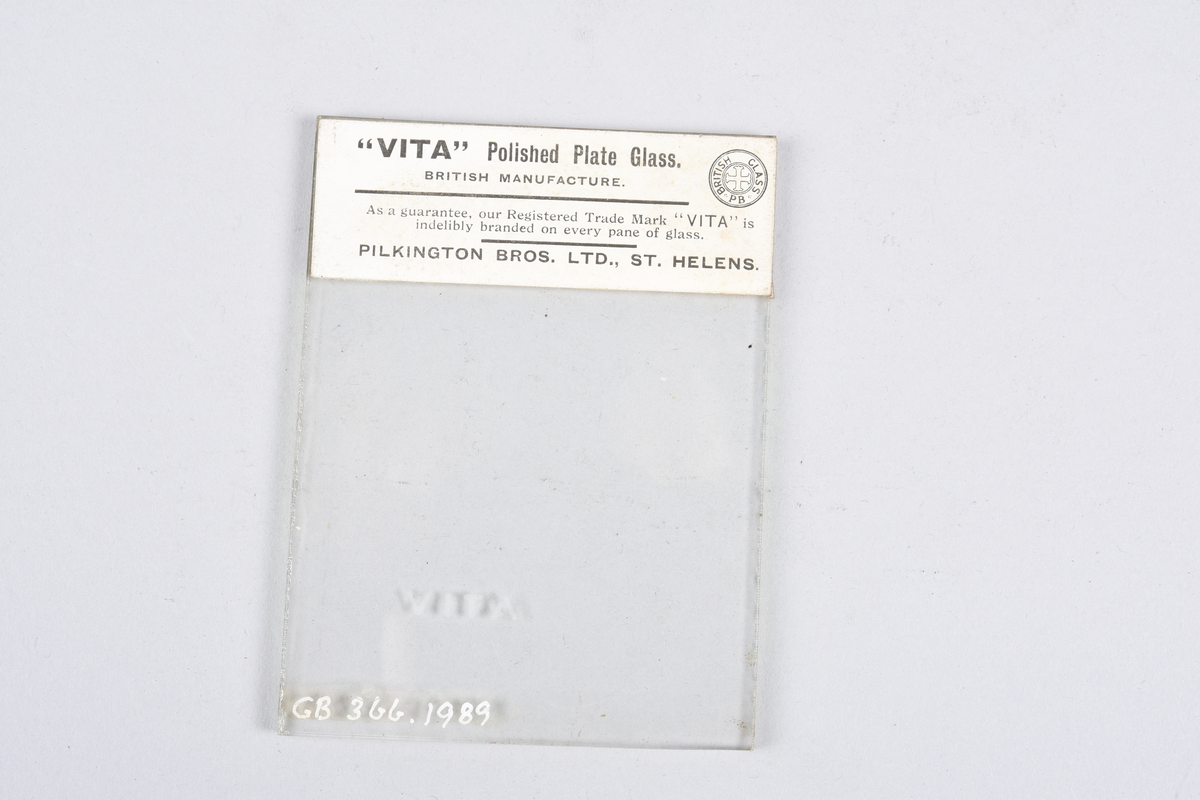 “VITA” Polished Plate Glass.
BRITISH MANUFACTURE.
BRITISH GLASS
PB
As a guarantee, our Registered Trade Mark “VITA” is
indelibly branded on every pane of glass.
PILKINGTON BROS. LTD., ST. HELENS.
VITA
GB 366.1989